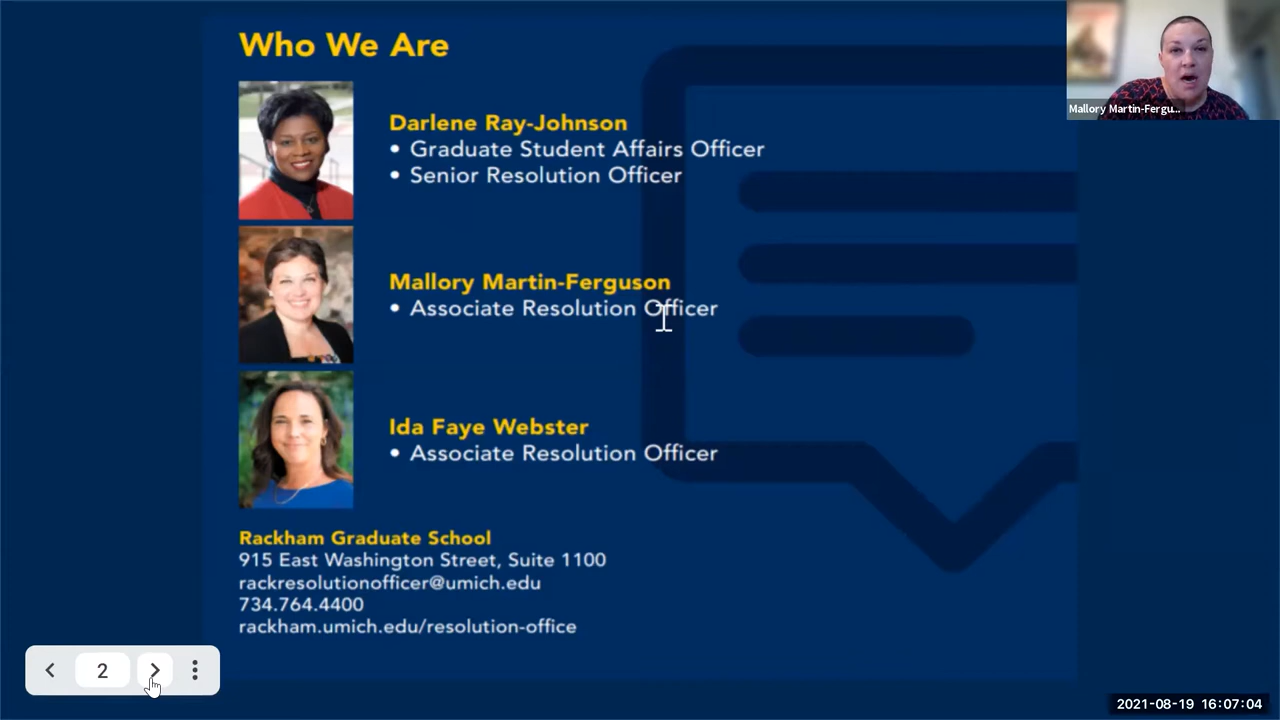 Who We Are
Darlene Ray-Johnson
• Graduate Student Affairs Officer
• Senior Resolution Officer
Mallory Martin-Fergu...
Mallory Martin-Ferguson
• Associate Resolution Officer
Ida Faye Webster
• Associate Resolution Officer
Rackham Graduate School
915 East Washington Street, Suite 1100
rackresolutionofficer@umich.edu
734.764.4400
rackham.umich.edu/resolution-office
2
2021-08-19 16:07:04